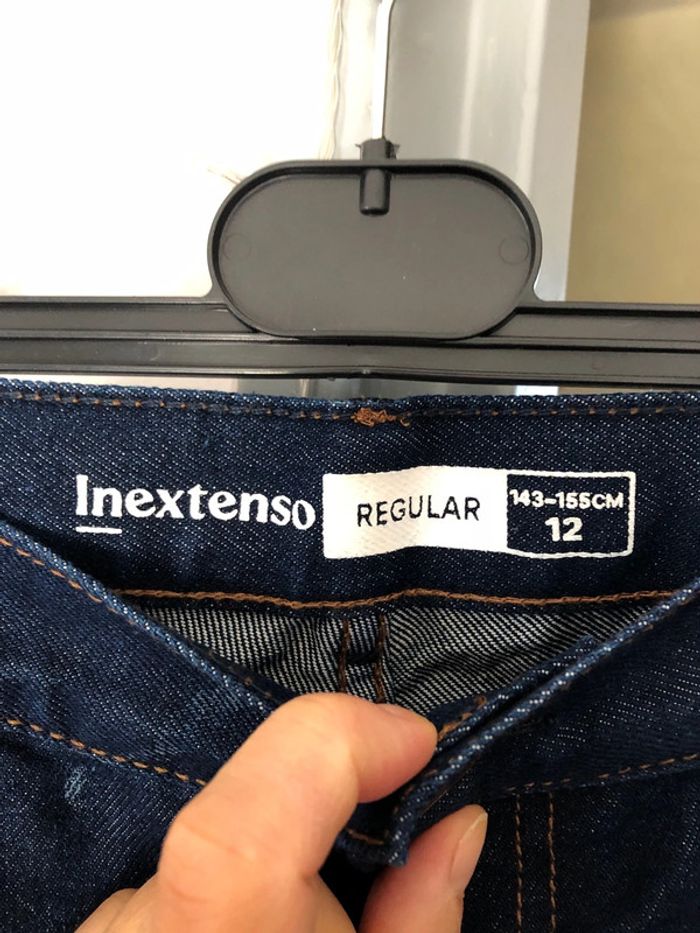 Inextenso
REGULAR
143-155CM
12